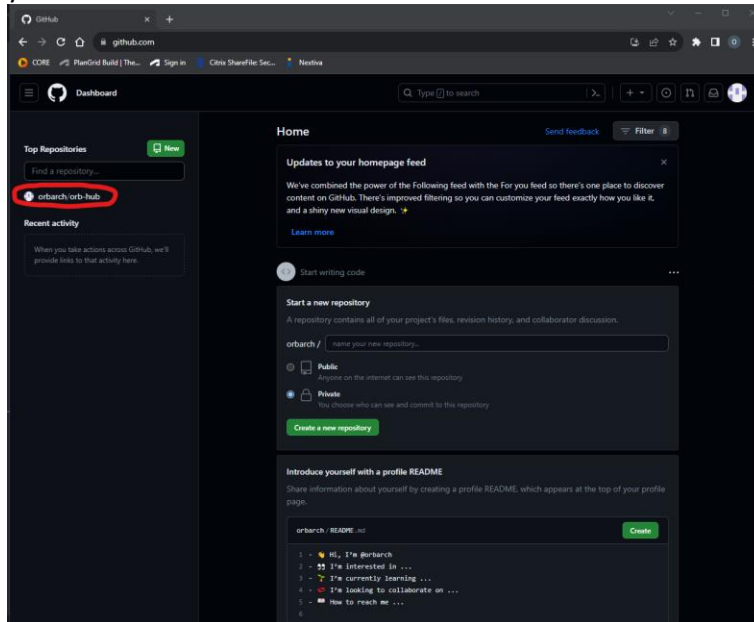 GitHub
github.com
CORE
PlanGrid Build | The...
Sign in
Citrix ShareFile: Sec...
Nextiva
Dashboard
Type / to search
Top Repositories
New
Find a repository...
orbarch/orb-hub
Recent activity
When you take actions across GitHub, we'll
provide links to that activity here.
Home
Send feedback
Filter 8
Updates to your homepage feed
We've combined the power of the Following feed with the For you feed so there's one place to discover
content on GitHub. There's improved filtering so you can customize your feed exactly how you like it,
and a shiny new visual design. ✨
Learn more
Start writing code
Start a new repository
A repository contains all of your project's files, revision history, and collaborator discussion.
orbarch /
name your new repository...
Public
Anyone on the internet can see this repository
Private
You choose who can see and commit to this repository
Create a new repository
Introduce yourself with a profile README
Share information about yourself by creating a profile README, which appears at the top of your profile
page.
orbarch / README.md
Create
1 - 👋 Hi, I'm @orbarch
2 - 👀 I'm interested in ...
3 - 🌱 I'm currently learning ...
4 - 💞️ I'm looking to collaborate on ...
5 - 📫 How to reach me ...
6